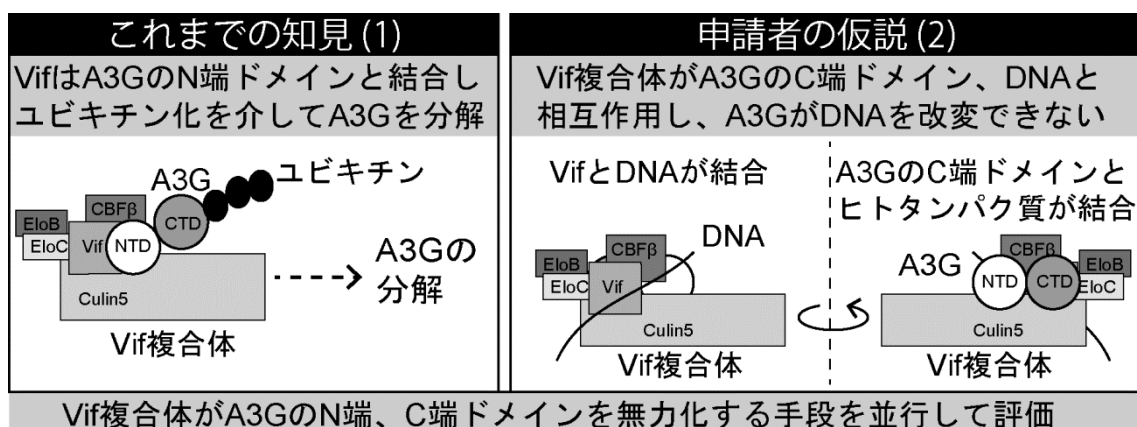 これまでの知見 (1)
VifはA3GのN端ドメインと結合し
ユビキチン化を介してA3Gを分解
A3G
ユビキチン
CBFβ
CTD
EloB
EloC
Vif
NTD
Culin5
A3Gの
分解
Vif複合体
申請者の仮説 (2)
Vif複合体がA3GのC端ドメイン、DNAと
相互作用し、A3GがDNAを改変できない
VifとDNAが結合
DNA
CBFβ
EloB
EloC
Vif
Culin5
Vif複合体
A3GのC端ドメインと
ヒトタンパク質が結合
A3G
CBFβ
NTD
CTD
EloB
EloC
Culin5
Vif複合体
Vif複合体がA3GのN端、C端ドメインを無力化する手段を並行して評価